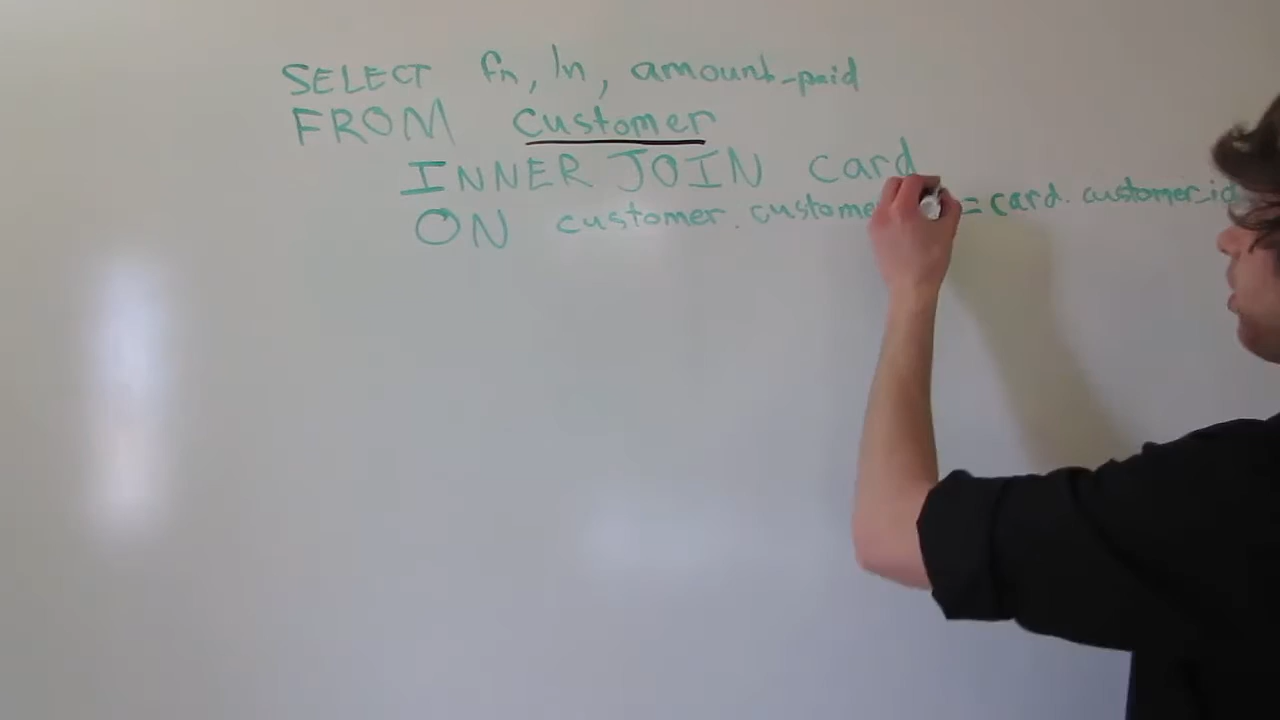 SELECT fn, ln, amount_paid
FROM customer
INNER JOIN card
ON customer.custome =card.customer_id